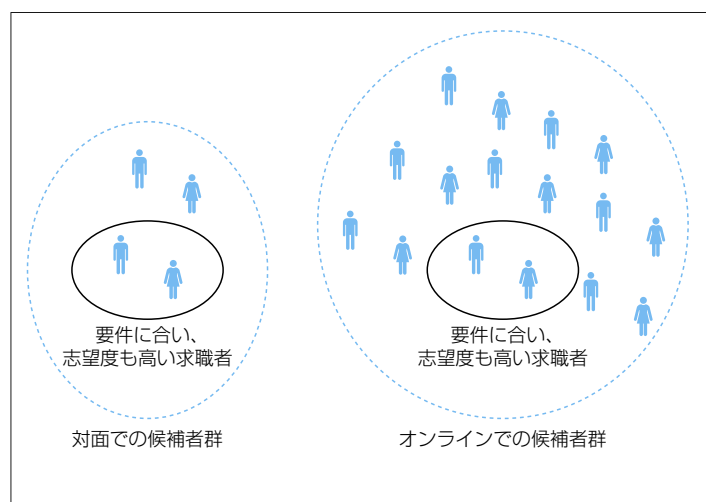 要件に合い、
志望度も高い求職者
対面での候補者群
要件に合い、
志望度も高い求職者
オンラインでの候補者群